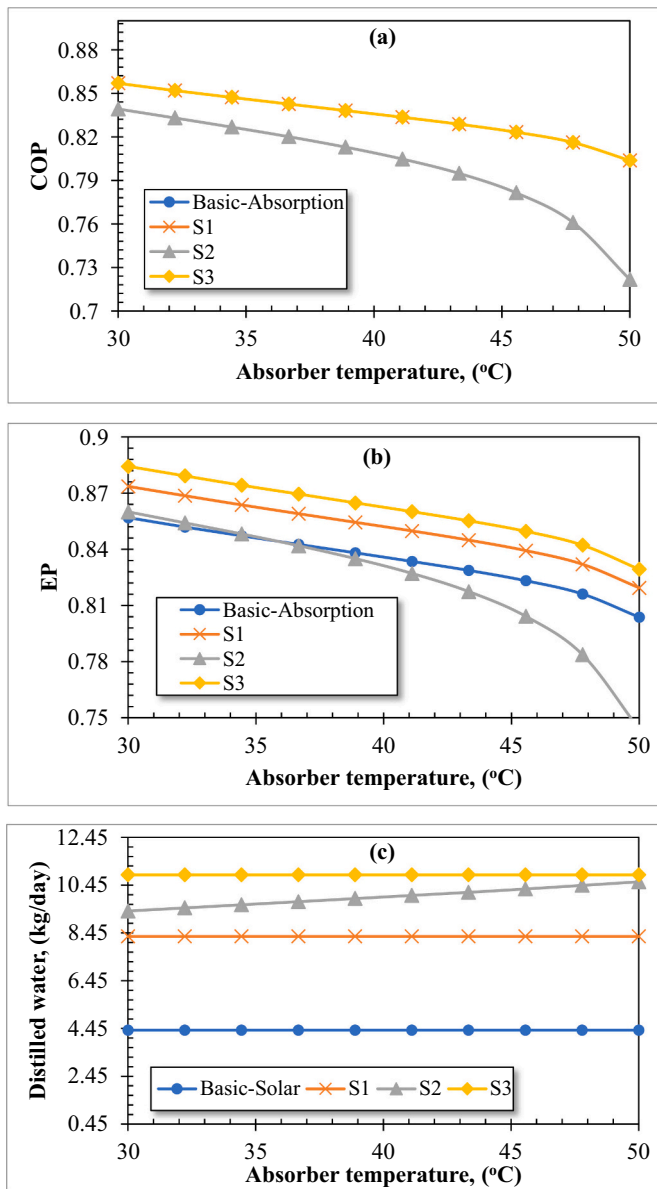 (a)
COP
0.88
0.85
0.82
0.79
0.76
0.73
0.7
Basic-Absorption
S1
S2
S3
30 35 40 45 50
Absorber temperature, (ᵒC)
(b)
EP
0.9
0.87
0.84
0.81
0.78
0.75
Basic-Absorption
S1
S2
S3
30 35 40 45 50
Absorber temperature, (ᵒC)
(c)
Distilled water, (kg/day)
12.45
10.45
8.45
6.45
4.45
2.45
0.45
Basic-Solar S1 S2 S3
30 35 40 45 50
Absorber temperature, (ᵒC)